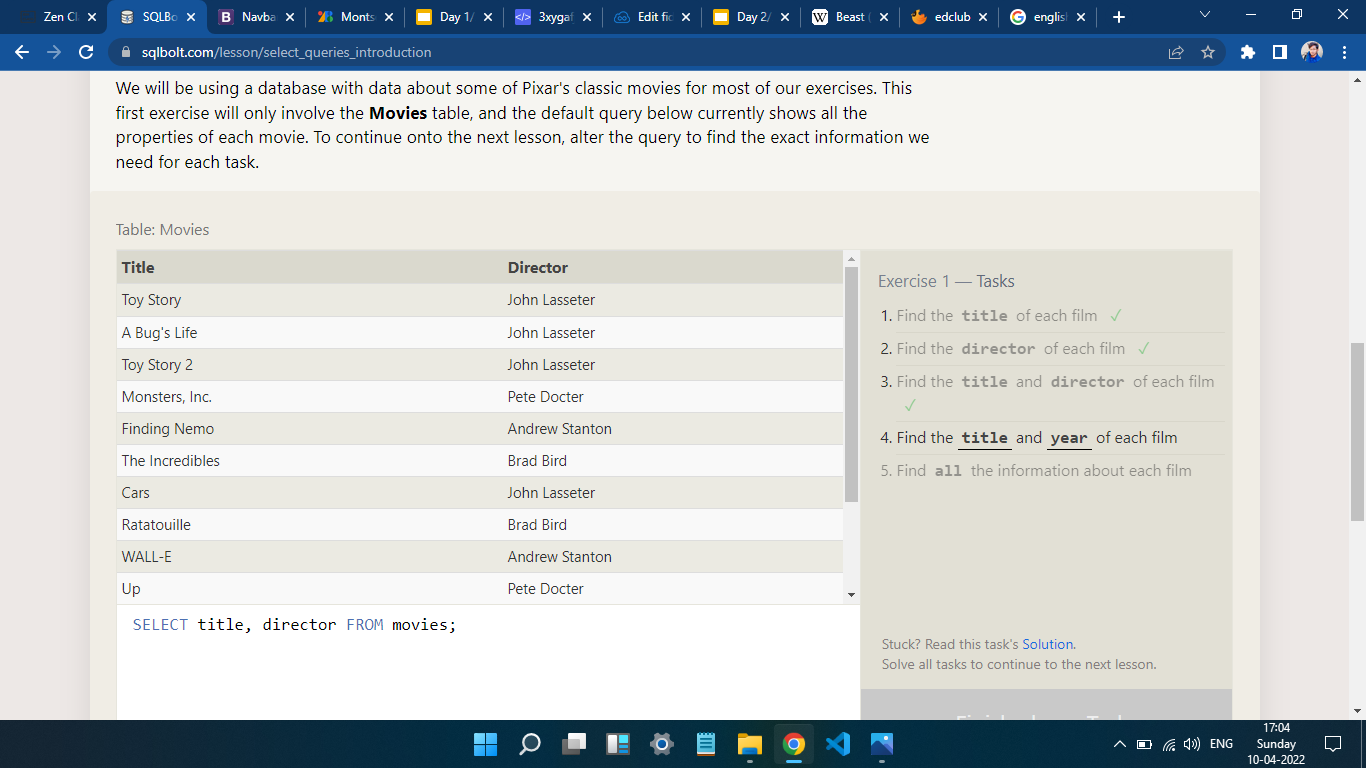 Zen Cl
SQLBo
Navba
Monts
Day 1/
3xygaf
Edit fic
Day 2/
Beast (
edclub
englis
sqlbolt.com/lesson/select_queries_introduction
We will be using a database with data about some of Pixar's classic movies for most of our exercises. This
first exercise will only involve the Movies table, and the default query below currently shows all the
properties of each movie. To continue onto the next lesson, alter the query to find the exact information we
need for each task.
Table: Movies
Title Director
Toy Story John Lasseter
A Bug's Life John Lasseter
Toy Story 2 John Lasseter
Monsters, Inc. Pete Docter
Finding Nemo Andrew Stanton
The Incredibles Brad Bird
Cars John Lasseter
Ratatouille Brad Bird
WALL-E Andrew Stanton
Up Pete Docter
SELECT title, director FROM movies;
Exercise 1 — Tasks
1. Find the title of each film ✓
2. Find the director of each film ✓
3. Find the title and director of each film
✓
4. Find the title and year of each film
5. Find all the information about each film
Stuck? Read this task's Solution.
Solve all tasks to continue to the next lesson.
ENG
17:04
Sunday
10-04-2022